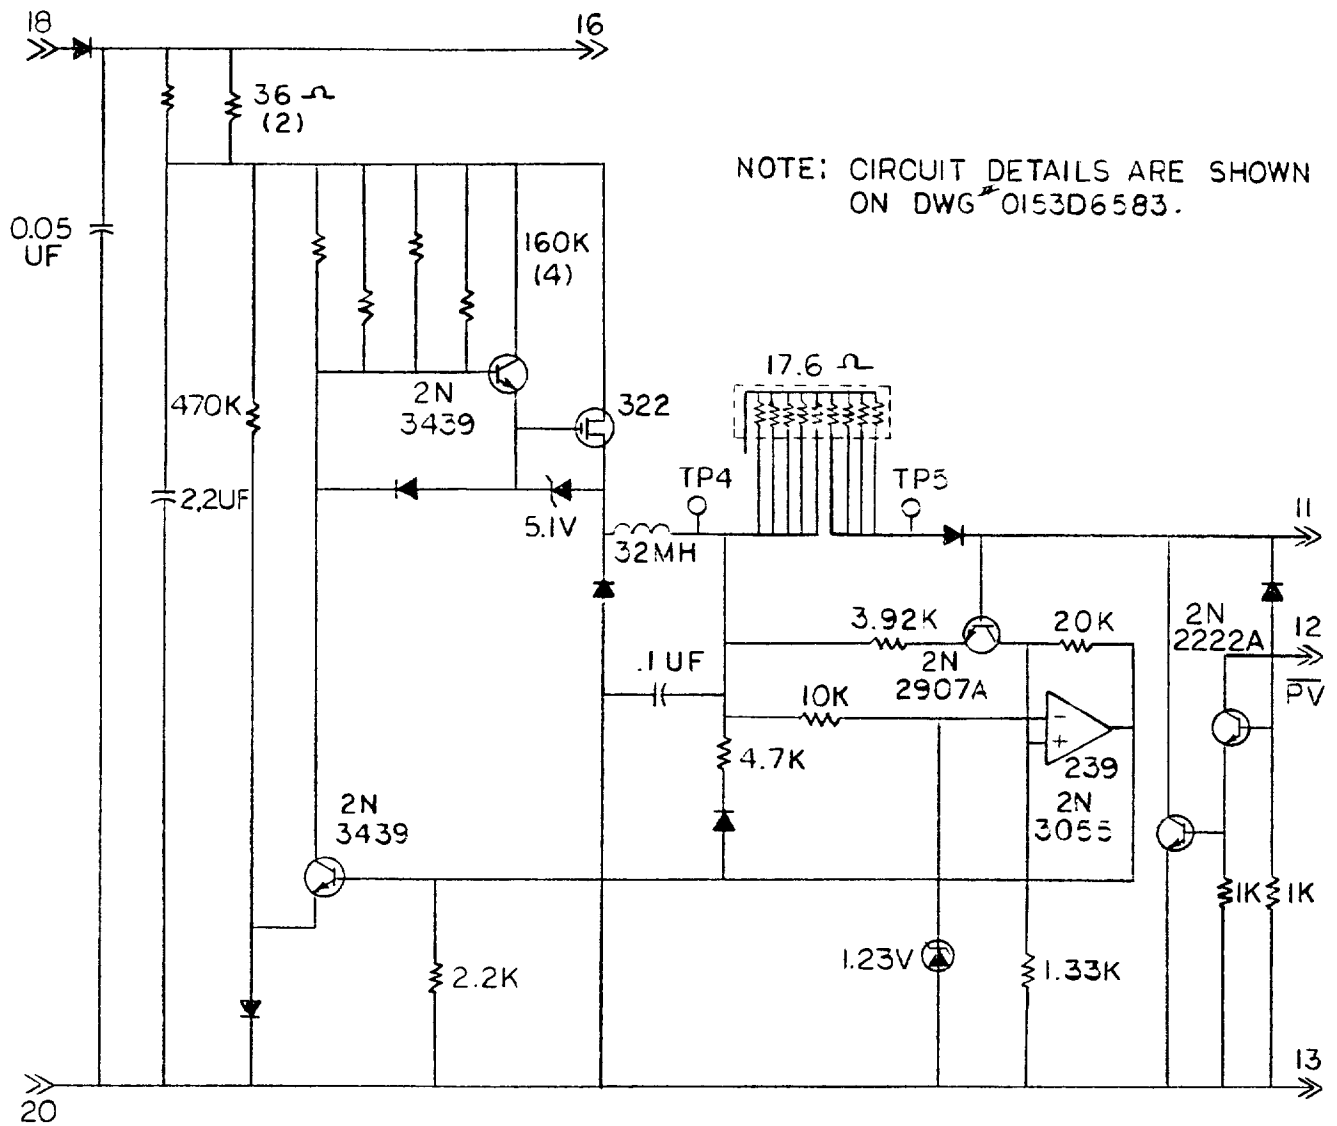 18
16
36 Ω
(2)
NOTE: CIRCUIT DETAILS ARE SHOWN
ON DWG # 0153D6583.
0.05
UF
160K
(4)
17.6 Ω
470K
2N
3439
322
2.2UF
5.1V
TP4
TP5
32MH
11
3.92K
20K
2N
2222A
12
PV
.1 UF
2N
2907A
10K
4.7K
239
2N
3439
2N
3055
1K
1K
2.2K
1.23V
1.33K
13
20
-
+